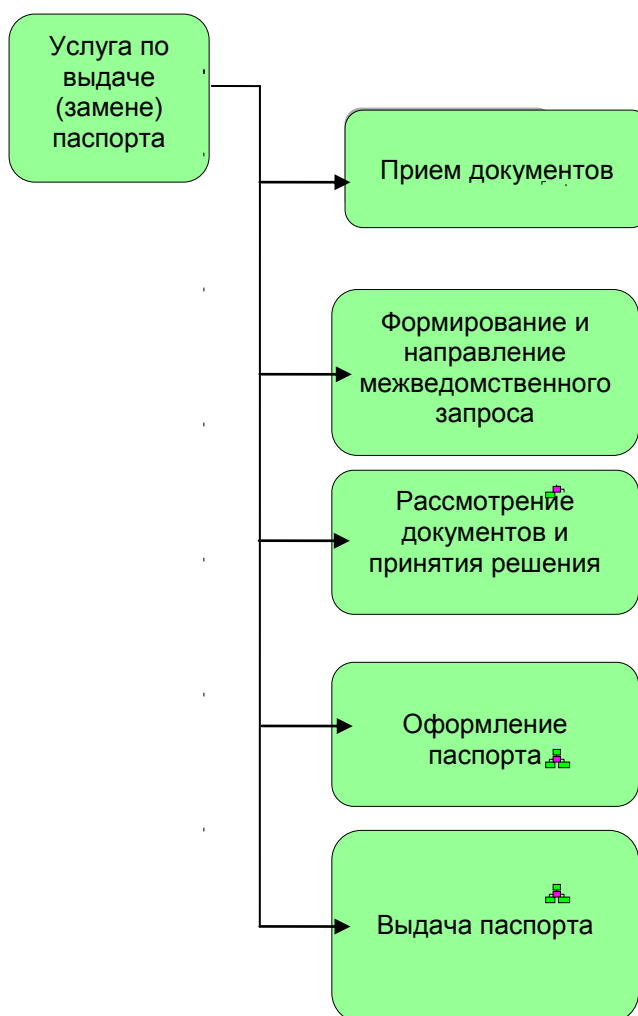 Услуга по
выдаче
(замене)
паспорта
Прием документов
Формирование и
направление
межведомственного
запроса
Рассмотрение
документов и
принятия решения
Оформление
паспорта
Выдача паспорта